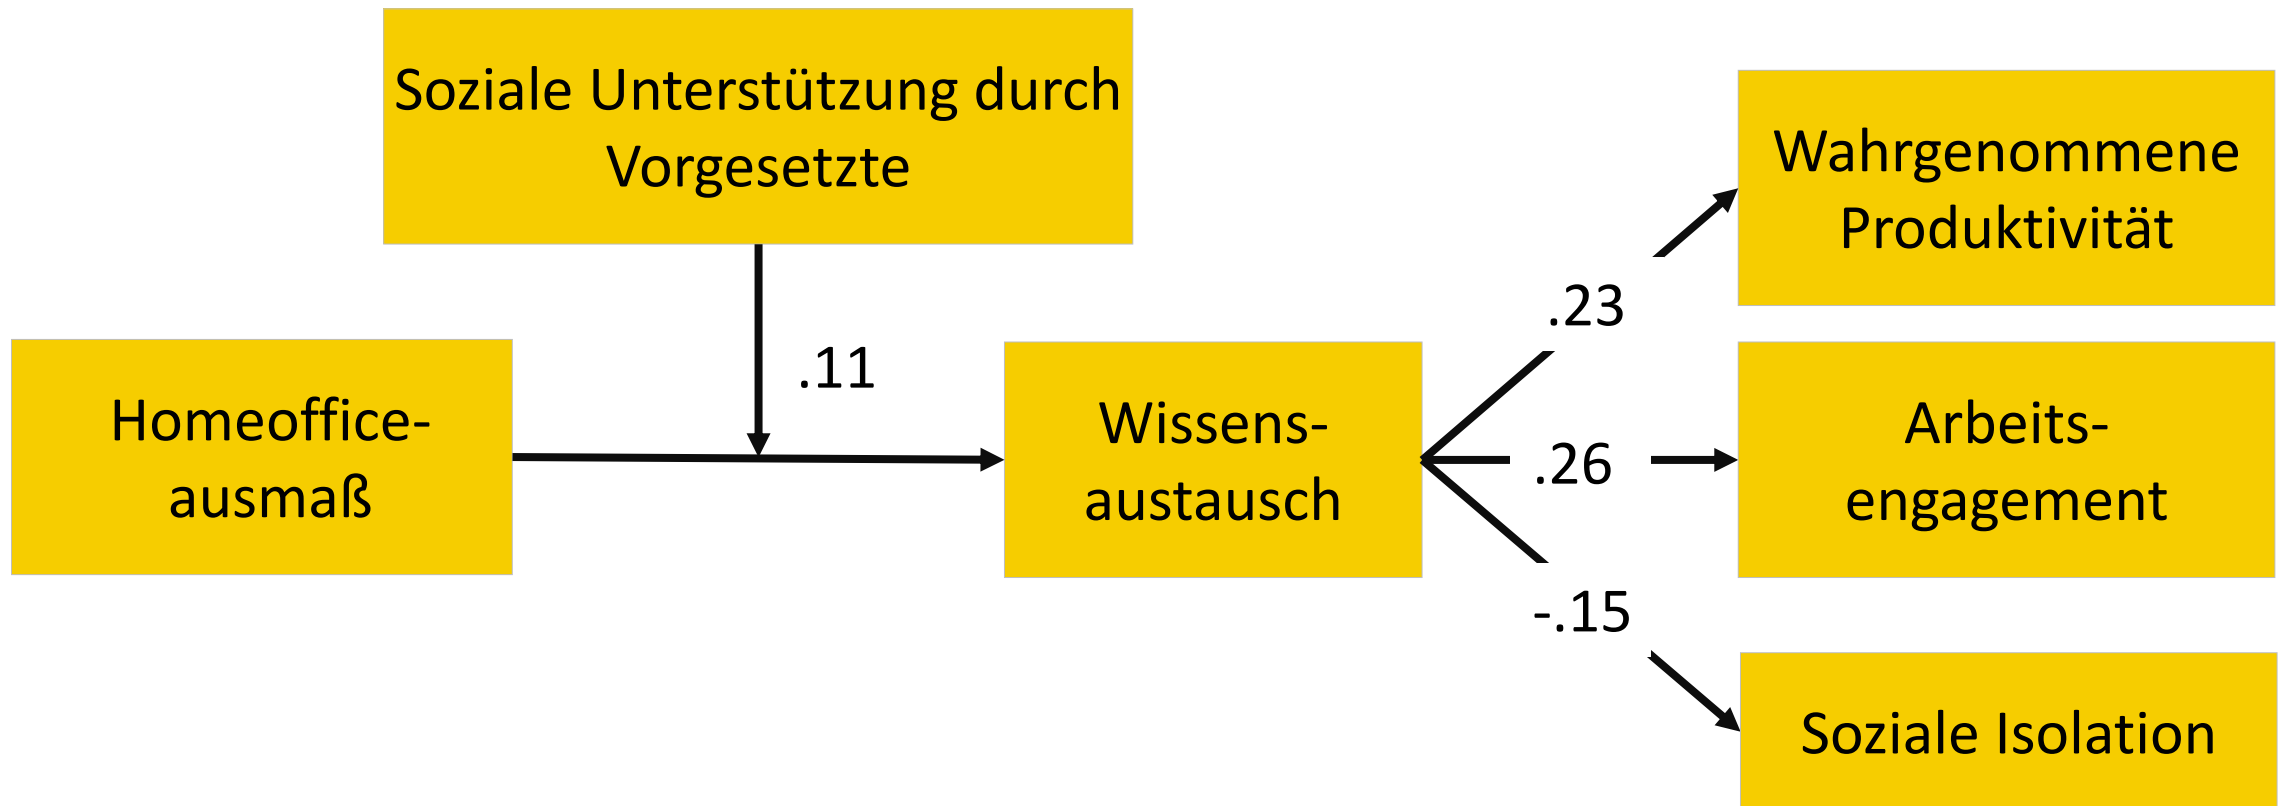 Soziale Unterstützung durch
Vorgesetzte
Homeoffice-
ausmaß
.11
Wissens-
austausch
.23
.26
-.15
Wahrgenommene
Produktivität
Arbeits-
engagement
Soziale Isolation